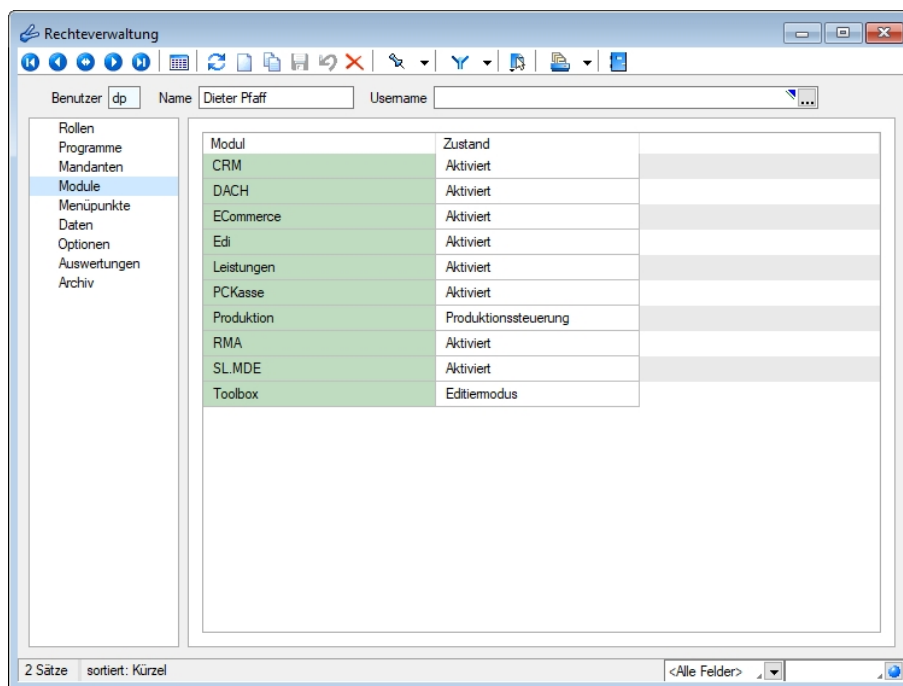 Rechteverwaltung
Benutzer dp Name Dieter Pfaff Username
Rollen
Programme
Mandanten
Module
Menüpunkte
Daten
Optionen
Auswertungen
Archiv
Modul Zustand
CRM Aktiviert
DACH Aktiviert
ECommerce Aktiviert
Edi Aktiviert
Leistungen Aktiviert
PCKasse Aktiviert
Produktion Produktionssteuerung
RMA Aktiviert
SL.MDE Aktiviert
Toolbox Editiermodus
2 Sätze sortiert: Kürzel <Alle Felder>